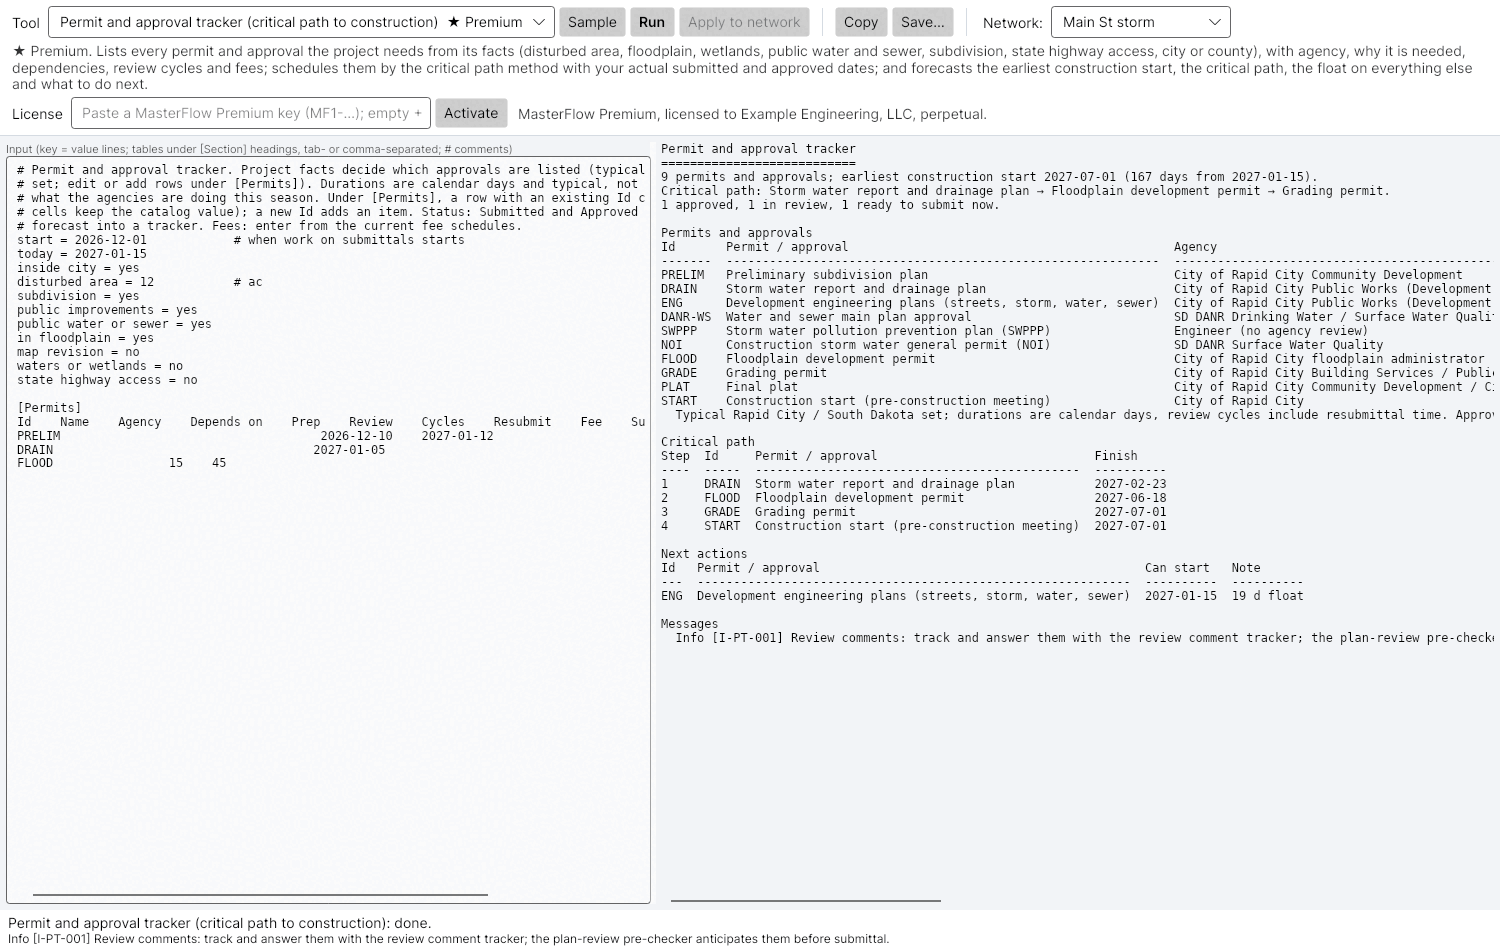 Tool Permit and approval tracker (critical path to construction) ★ Premium Sample Run Apply to network Copy Save... Network: Main St storm
★ Premium. Lists every permit and approval the project needs from its facts (disturbed area, floodplain, wetlands, public water and sewer, subdivision, state highway access, city or county), with agency, why it is needed,
dependencies, review cycles and fees; schedules them by the critical path method with your actual submitted and approved dates; and forecasts the earliest construction start, the critical path, the float on everything else
and what to do next.
License Paste a MasterFlow Premium key (MF1-...); empty + Activate MasterFlow Premium, licensed to Example Engineering, LLC, perpetual.
Input (key = value lines; tables under [Section] headings, tab- or comma-separated; # comments)
# Permit and approval tracker. Project facts decide which approvals are listed (typical
# set; edit or add rows under [Permits]). Durations are calendar days and typical, not
# what the agencies are doing this season. Under [Permits], a row with an existing Id c
# cells keep the catalog value); a new Id adds an item. Status: Submitted and Approved
# forecast into a tracker. Fees: enter from the current fee schedules.
start = 2026-12-01 # when work on submittals starts
today = 2027-01-15
inside city = yes
disturbed area = 12 # ac
subdivision = yes
public improvements = yes
public water or sewer = yes
in floodplain = yes
map revision = no
waters or wetlands = no
state highway access = no
[Permits]
Id Name Agency Depends on Prep Review Cycles Resubmit Fee Su
PRELIM 2026-12-10 2027-01-12
DRAIN 2027-01-05
FLOOD 15 45
Permit and approval tracker
===========================
9 permits and approvals; earliest construction start 2027-07-01 (167 days from 2027-01-15).
Critical path: Storm water report and drainage plan → Floodplain development permit → Grading permit.
1 approved, 1 in review, 1 ready to submit now.
Permits and approvals
Id Permit / approval Agency
PRELIM Preliminary subdivision plan City of Rapid City Community Development
DRAIN Storm water report and drainage plan City of Rapid City Public Works (Development
ENG Development engineering plans (streets, storm, water, sewer) City of Rapid City Public Works (Development
DANR-WS Water and sewer main plan approval SD DANR Drinking Water / Surface Water Qualit
SWPPP Storm water pollution prevention plan (SWPPP) Engineer (no agency review)
NOI Construction storm water general permit (NOI) SD DANR Surface Water Quality
FLOOD Floodplain development permit City of Rapid City floodplain administrator
GRADE Grading permit City of Rapid City Building Services / Public
PLAT Final plat City of Rapid City Community Development / Ci
START Construction start (pre-construction meeting) City of Rapid City
Typical Rapid City / South Dakota set; durations are calendar days, review cycles include resubmittal time. Approv
Critical path
Step Id Permit / approval Finish
1 DRAIN Storm water report and drainage plan 2027-02-23
2 FLOOD Floodplain development permit 2027-06-18
3 GRADE Grading permit 2027-07-01
4 START Construction start (pre-construction meeting) 2027-07-01
Next actions
Id Permit / approval Can start Note
ENG Development engineering plans (streets, storm, water, sewer) 2027-01-15 19 d float
Messages
Info [I-PT-001] Review comments: track and answer them with the review comment tracker; the plan-review pre-checke
Permit and approval tracker (critical path to construction): done.
Info [I-PT-001] Review comments: track and answer them with the review comment tracker; the plan-review pre-checker anticipates them before submittal.